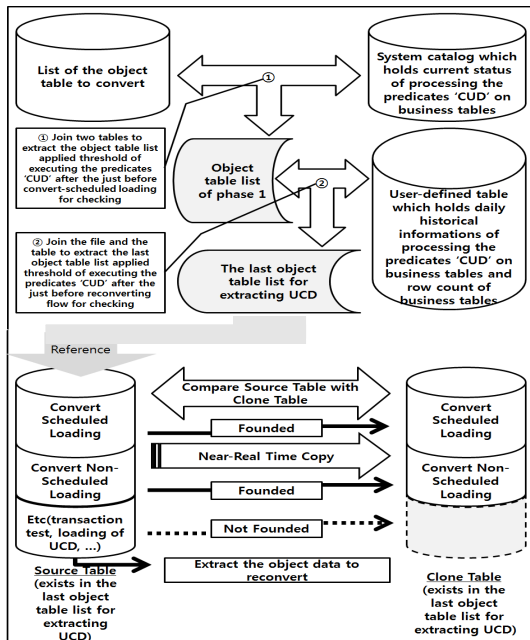 List of the object
table to convert
①
System catalog which
holds current status
of processing the
predicates 'CUD' on
business tables
① Join two tables to
extract the object table list
applied threshold of
executing the predicates
'CUD' after the just before
convert-scheduled loading
for checking
Object
table list
of phase 1
②
User-defined table
which holds daily
historical
informations of
processing the
predicates 'CUD' on
business tables and
row count of
business tables
② Join the file and the
table to extract the last
object table list applied
threshold of executing the
predicates 'CUD' after the
just before reconverting
flow for checking
The last object
table list for
extracting UCD
Reference
Convert
Scheduled
Loading
Convert Non-
Scheduled
Loading
Etc(transaction
test, loading of
UCD, ...)
Source Table
(exists in the
last object
table list for
extracting
UCD)
Compare Source Table with
Clone Table
Founded
Near-Real Time Copy
Founded
Not Founded
Extract the object data to
reconvert
Convert
Scheduled
Loading
Convert Non-
Scheduled
Loading
Clone Table
(exists in the
last object
table list for
extracting UCD)